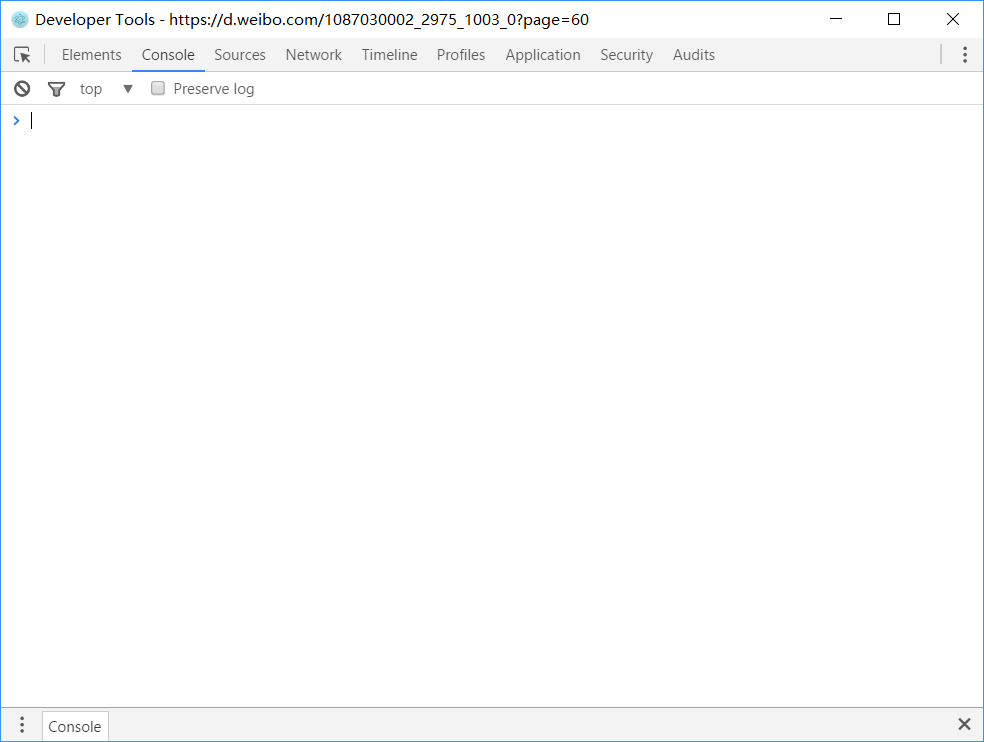 Developer Tools - https://d.weibo.com/1087030002_2975_1003_0?page=60
Elements Console Sources Network Timeline Profiles Application Security Audits
top Preserve log
Console